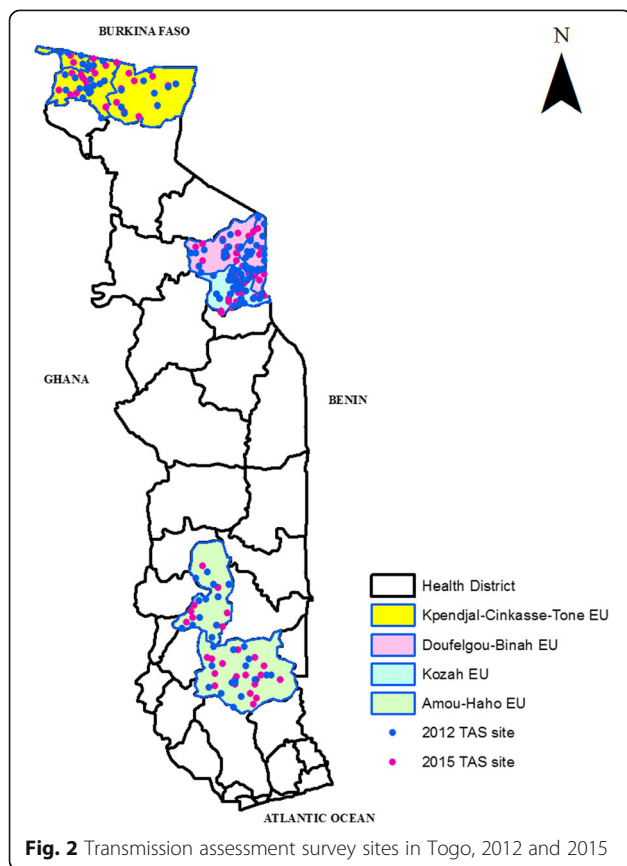 BURKINA FASO
N
GHANA
BENIN
Health District
Kpendjal-Cinkasse-Tone EU
Doufelgou-Binah EU
Kozah EU
Amou-Haho EU
2012 TAS site
2015 TAS site
ATLANTIC OCEAN
Fig. 2 Transmission assessment survey sites in Togo, 2012 and 2015